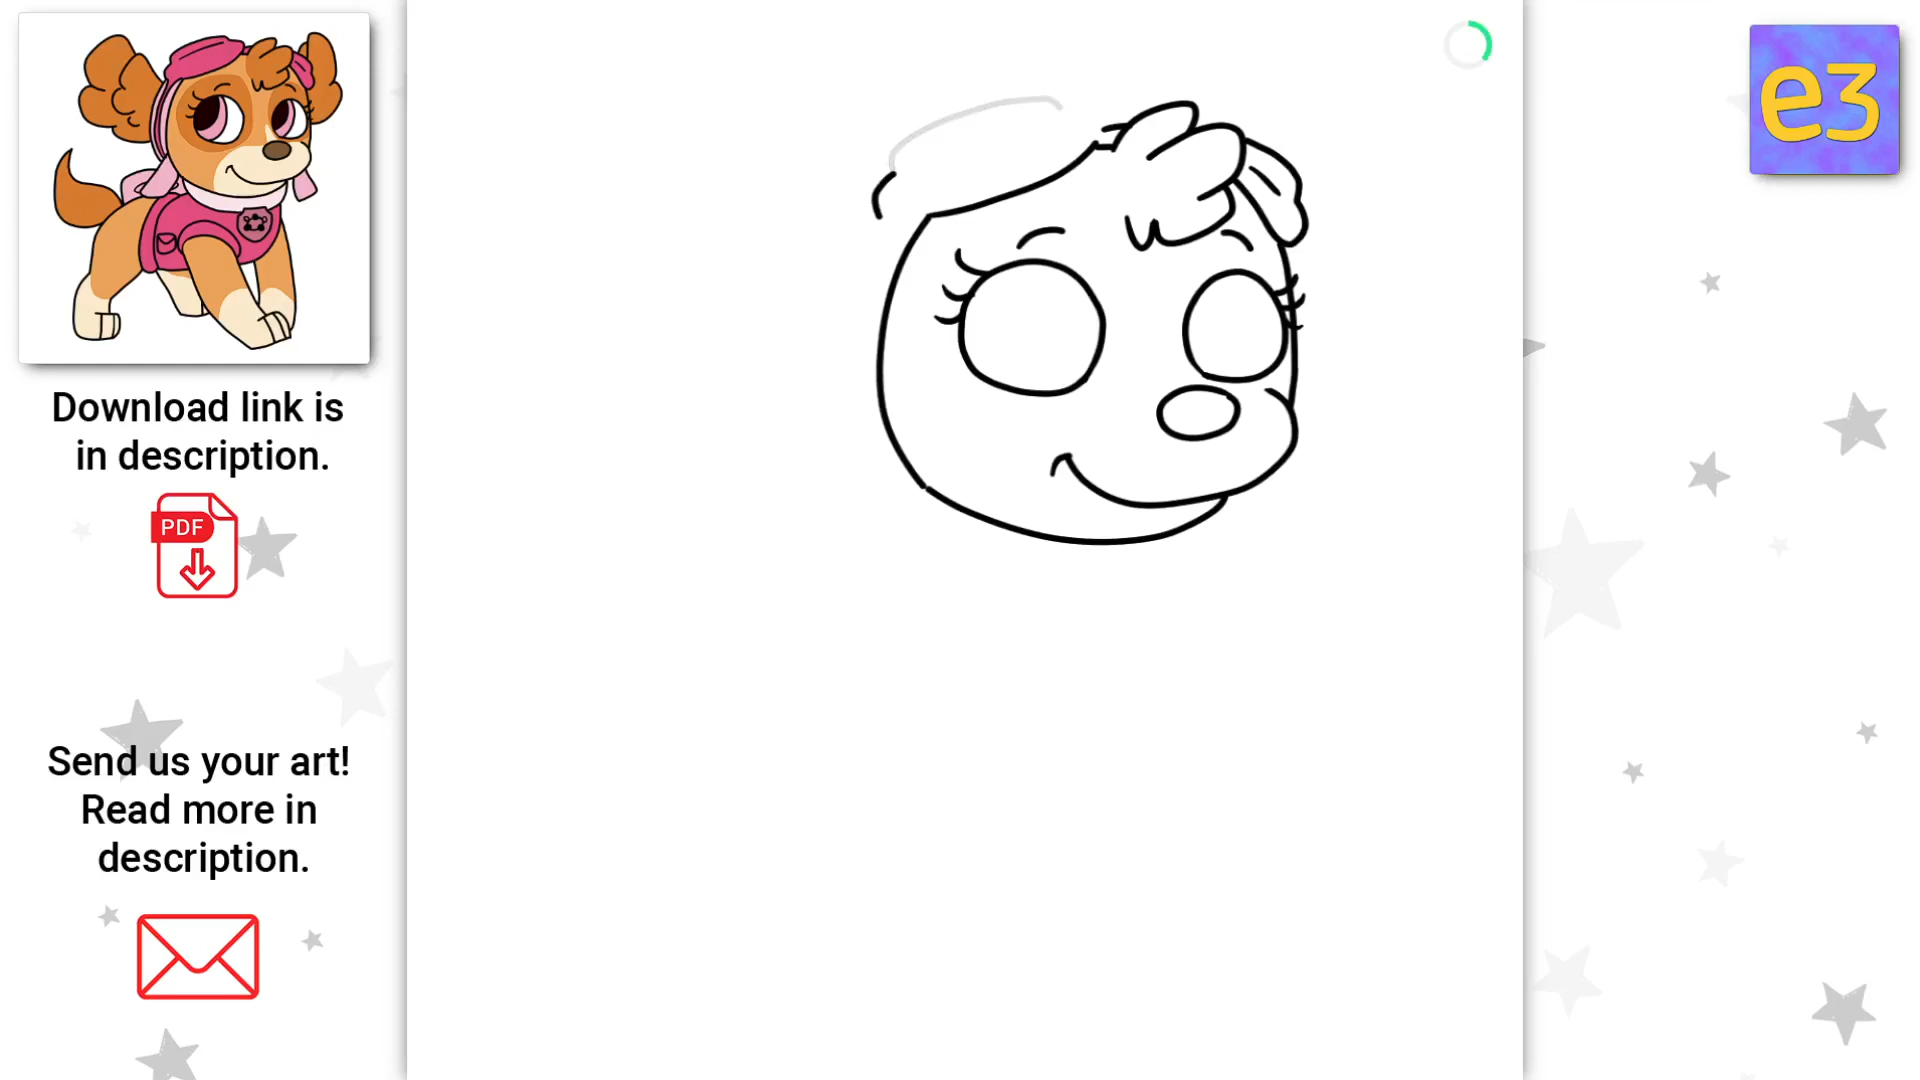 e3
Download link is
in description.
PDF
Send us your art!
Read more in
description.